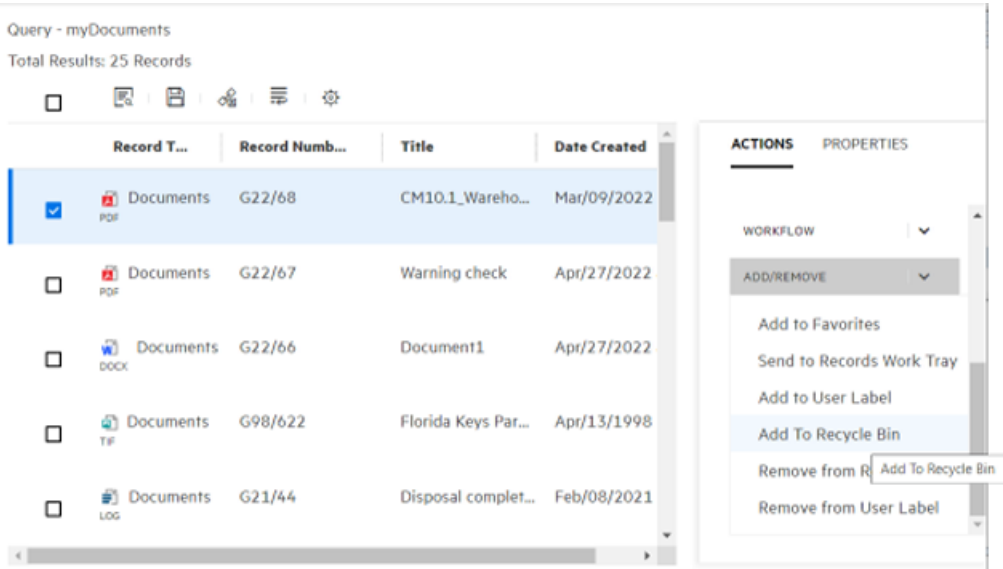 Query - myDocuments
Total Results: 25 Records
Record T... Record Numb... Title Date Created
Documents G22/68 CM10.1_Wareho... Mar/09/2022
PDF
Documents G22/67 Warning check Apr/27/2022
PDF
Documents G22/66 Document1 Apr/27/2022
DOCX
Documents G98/622 Florida Keys Par... Apr/13/1998
TIF
Documents G21/44 Disposal complet... Feb/08/2021
LOG
ACTIONS PROPERTIES
WORKFLOW
ADD/REMOVE
Add to Favorites
Send to Records Work Tray
Add to User Label
Add To Recycle Bin
Remove from R
Add To Recycle Bin
Remove from User Label